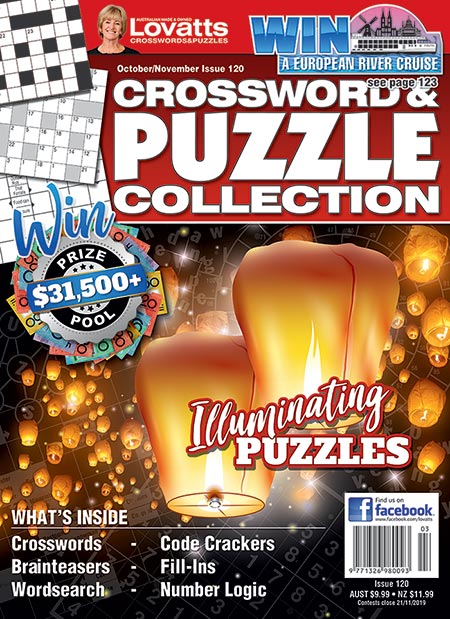 AUSTRALIAN MADE & OWNED
Lovatts
CROSSWORDS&PUZZLES
WIN
A EUROPEAN RIVER CRUISE
see page 123
October/November Issue 120
CROSSWORD &
PUZZLE
COLLECTION
Win
PRIZE
$31,500+
POOL
Illuminating
PUZZLES
WHAT'S INSIDE
Crosswords - Code Crackers
Brainteasers - Fill-Ins
Wordsearch - Number Logic
Find us on
facebook®
www.facebook.com/lovatts
03
9 771326 980093
Issue 120
AUST $9.99 • NZ $11.99
Contests close 21/11/2019